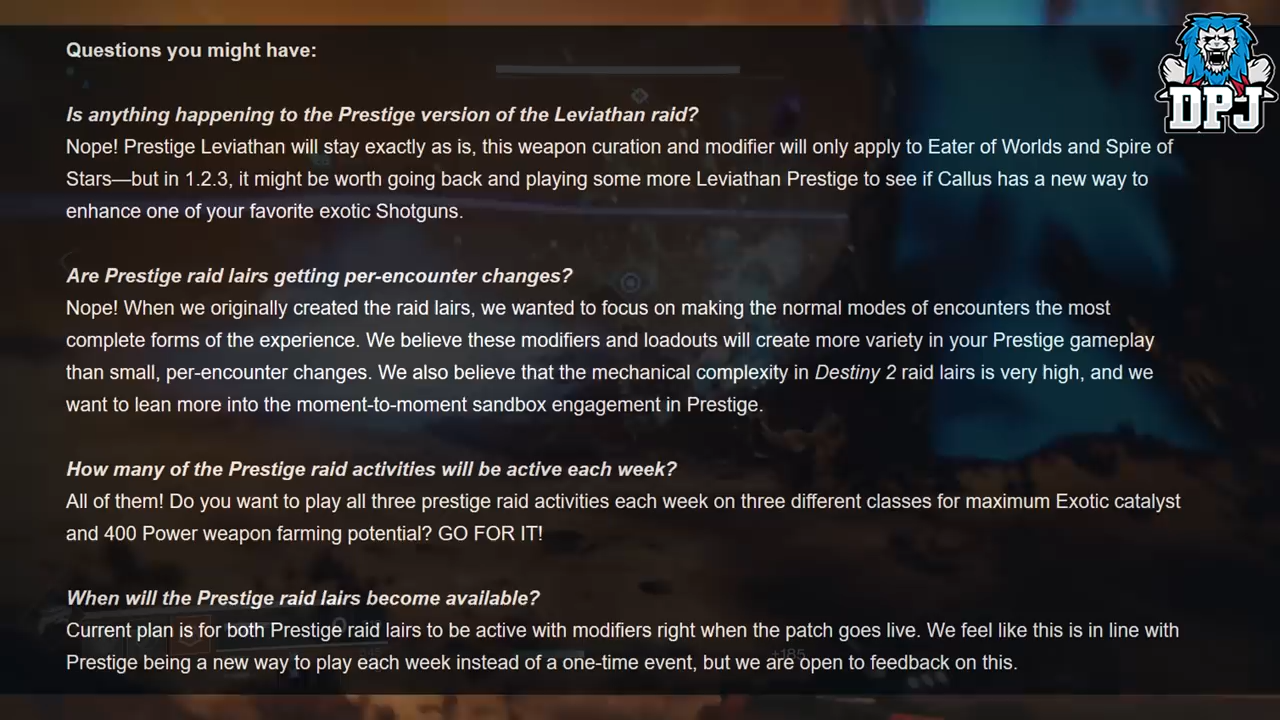 Questions you might have:
DPJ
Is anything happening to the Prestige version of the Leviathan raid?
Nope! Prestige Leviathan will stay exactly as is, this weapon curation and modifier will only apply to Eater of Worlds and Spire of
Stars—but in 1.2.3, it might be worth going back and playing some more Leviathan Prestige to see if Callus has a new way to
enhance one of your favorite exotic Shotguns.
Are Prestige raid lairs getting per-encounter changes?
Nope! When we originally created the raid lairs, we wanted to focus on making the normal modes of encounters the most
complete forms of the experience. We believe these modifiers and loadouts will create more variety in your Prestige gameplay
than small, per-encounter changes. We also believe that the mechanical complexity in Destiny 2 raid lairs is very high, and we
want to lean more into the moment-to-moment sandbox engagement in Prestige.
How many of the Prestige raid activities will be active each week?
All of them! Do you want to play all three prestige raid activities each week on three different classes for maximum Exotic catalyst
and 400 Power weapon farming potential? GO FOR IT!
When will the Prestige raid lairs become available?
Current plan is for both Prestige raid lairs to be active with modifiers right when the patch goes live. We feel like this is in line with
Prestige being a new way to play each week instead of a one-time event, but we are open to feedback on this.
+185